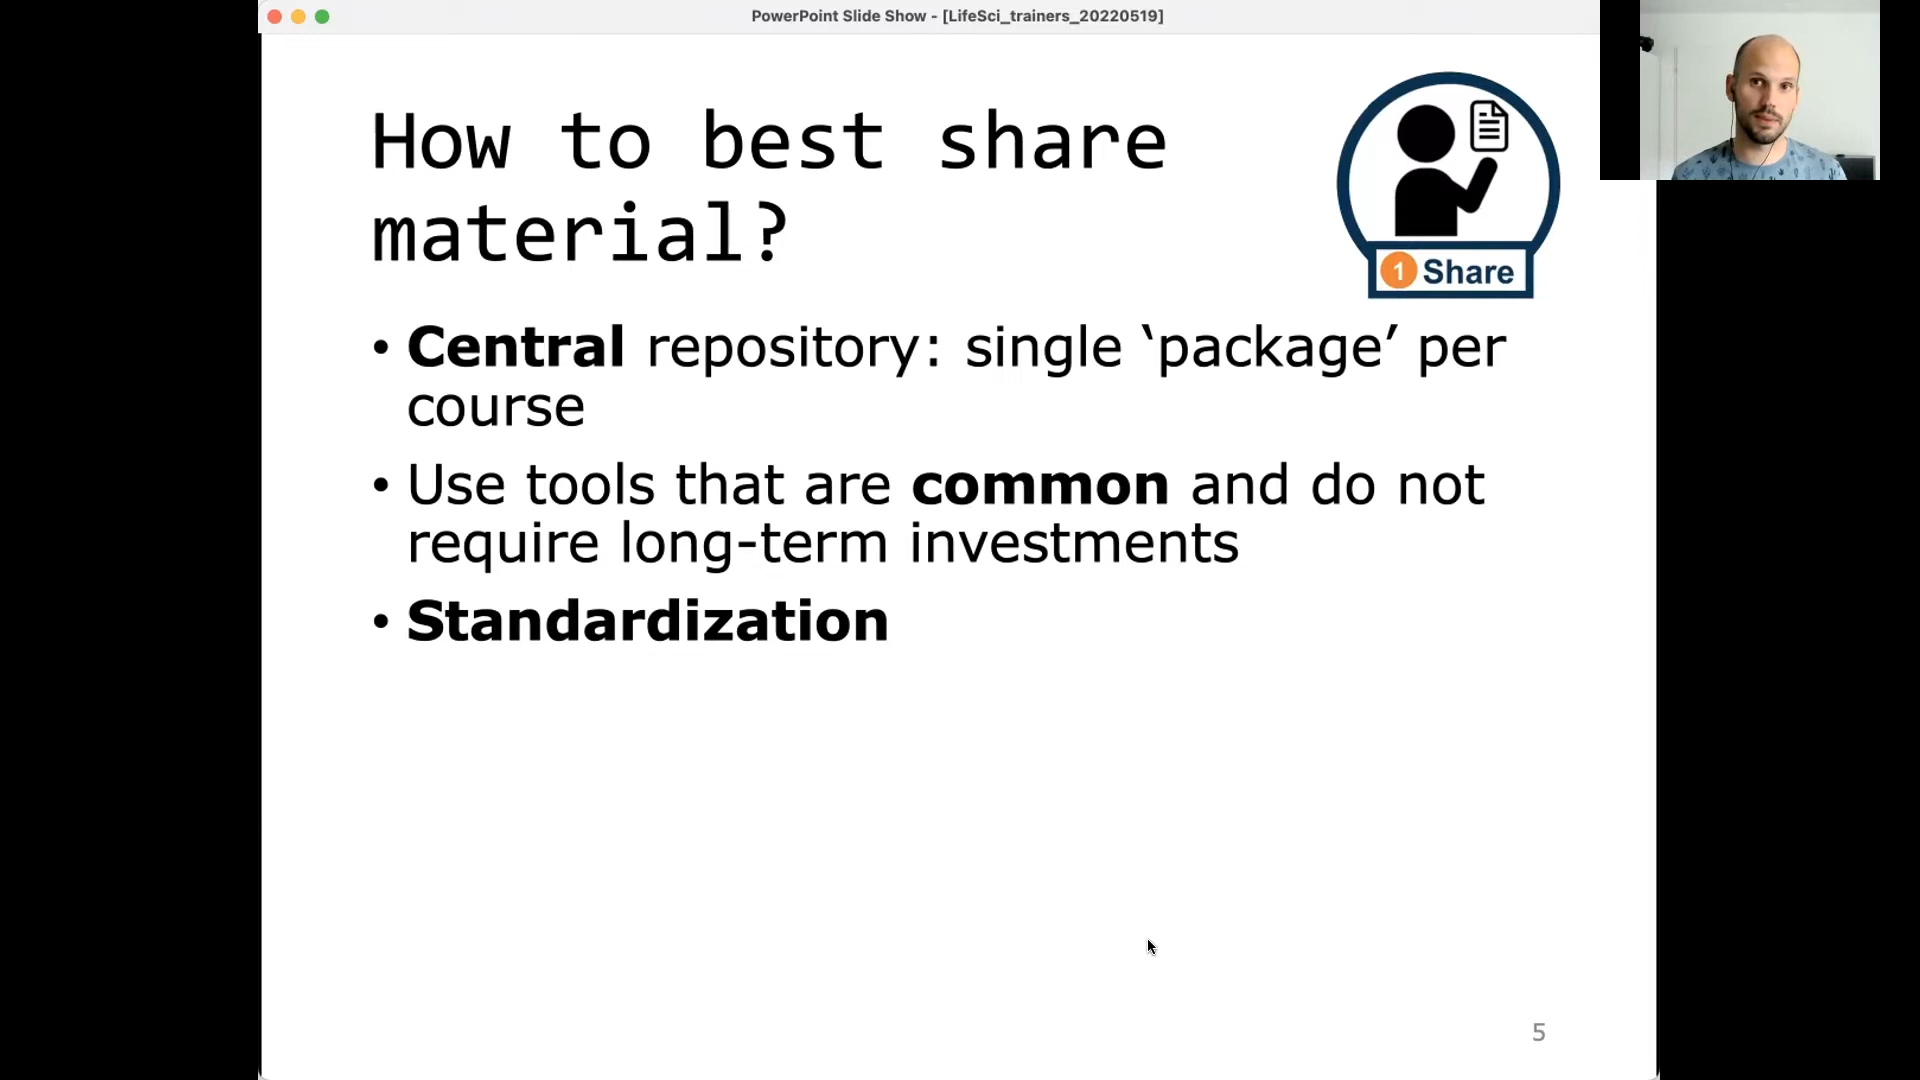 PowerPoint Slide Show - [LifeSci_trainers_20220519]
How to best share
material?
1 Share
• Central repository: single ‘package’ per
course
• Use tools that are common and do not
require long-term investments
• Standardization
5